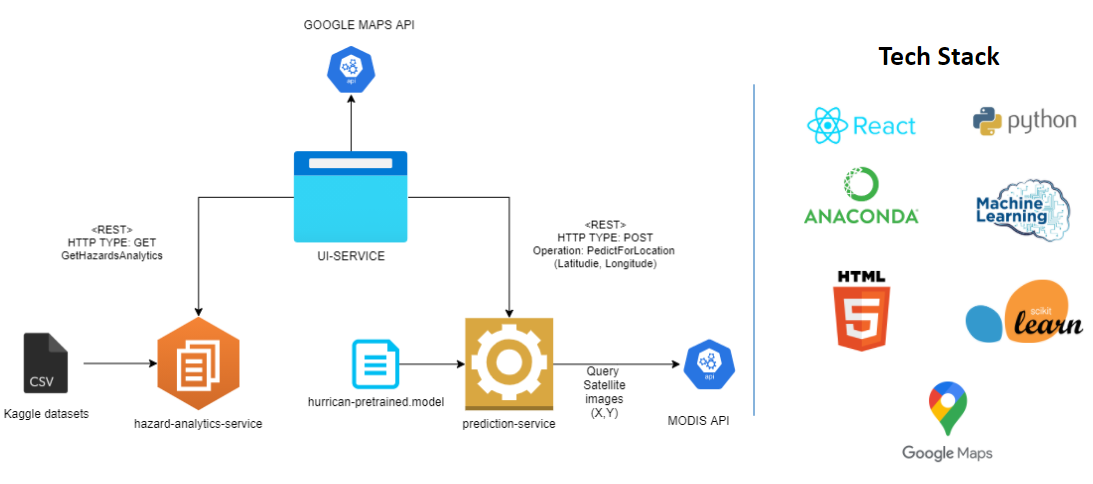 GOOGLE MAPS API
api
<REST>
HTTP TYPE: GET
GetHazardsAnalytics
UI-SERVICE
<REST>
HTTP TYPE: POST
Operation: PedictForLocation
(Latitudie, Longitude)
CSV
Kaggle datasets
hazard-analytics-service
hurrican-pretrained.model
prediction-service
Query
Satellite
images
(X,Y)
api
MODIS API
Tech Stack
React
python
ANACONDA
Machine
Learning
HTML
5
scikit
learn
Google Maps